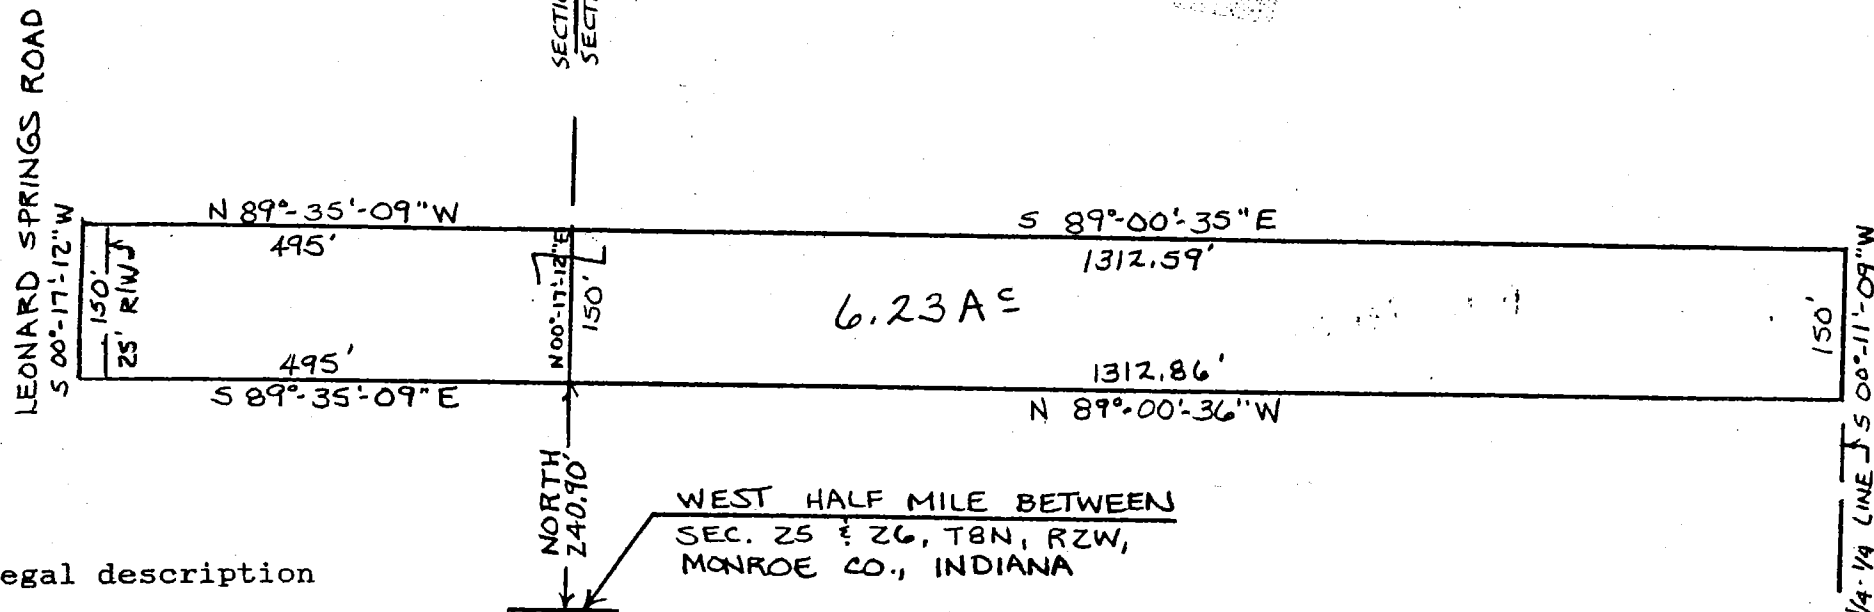 LEONARD SPRINGS ROAD
S 00°-17'-12" W
150'
25' R/W
N 89°-35'-09" W
495'
495'
S 89°-35'-09" E
N 00°-17'-12" E
150'
S 89°-00'-35" E
1312.59'
6.23 Ac
1312.86'
N 89°-00'-36" W
150'
S 00°-11'-09" W
1/4-1/4 LINE
NORTH
240.90'
WEST HALF MILE BETWEEN
SEC. 25 & 26, T8N, R2W,
MONROE CO., INDIANA
egal description